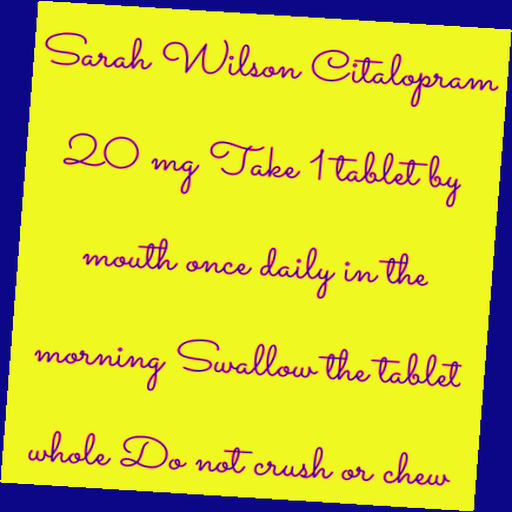 Sarah Wilson Citalopram
20 mg Take 1 tablet by
mouth once daily in the
morning Swallow the tablet
whole Do not crush or chew